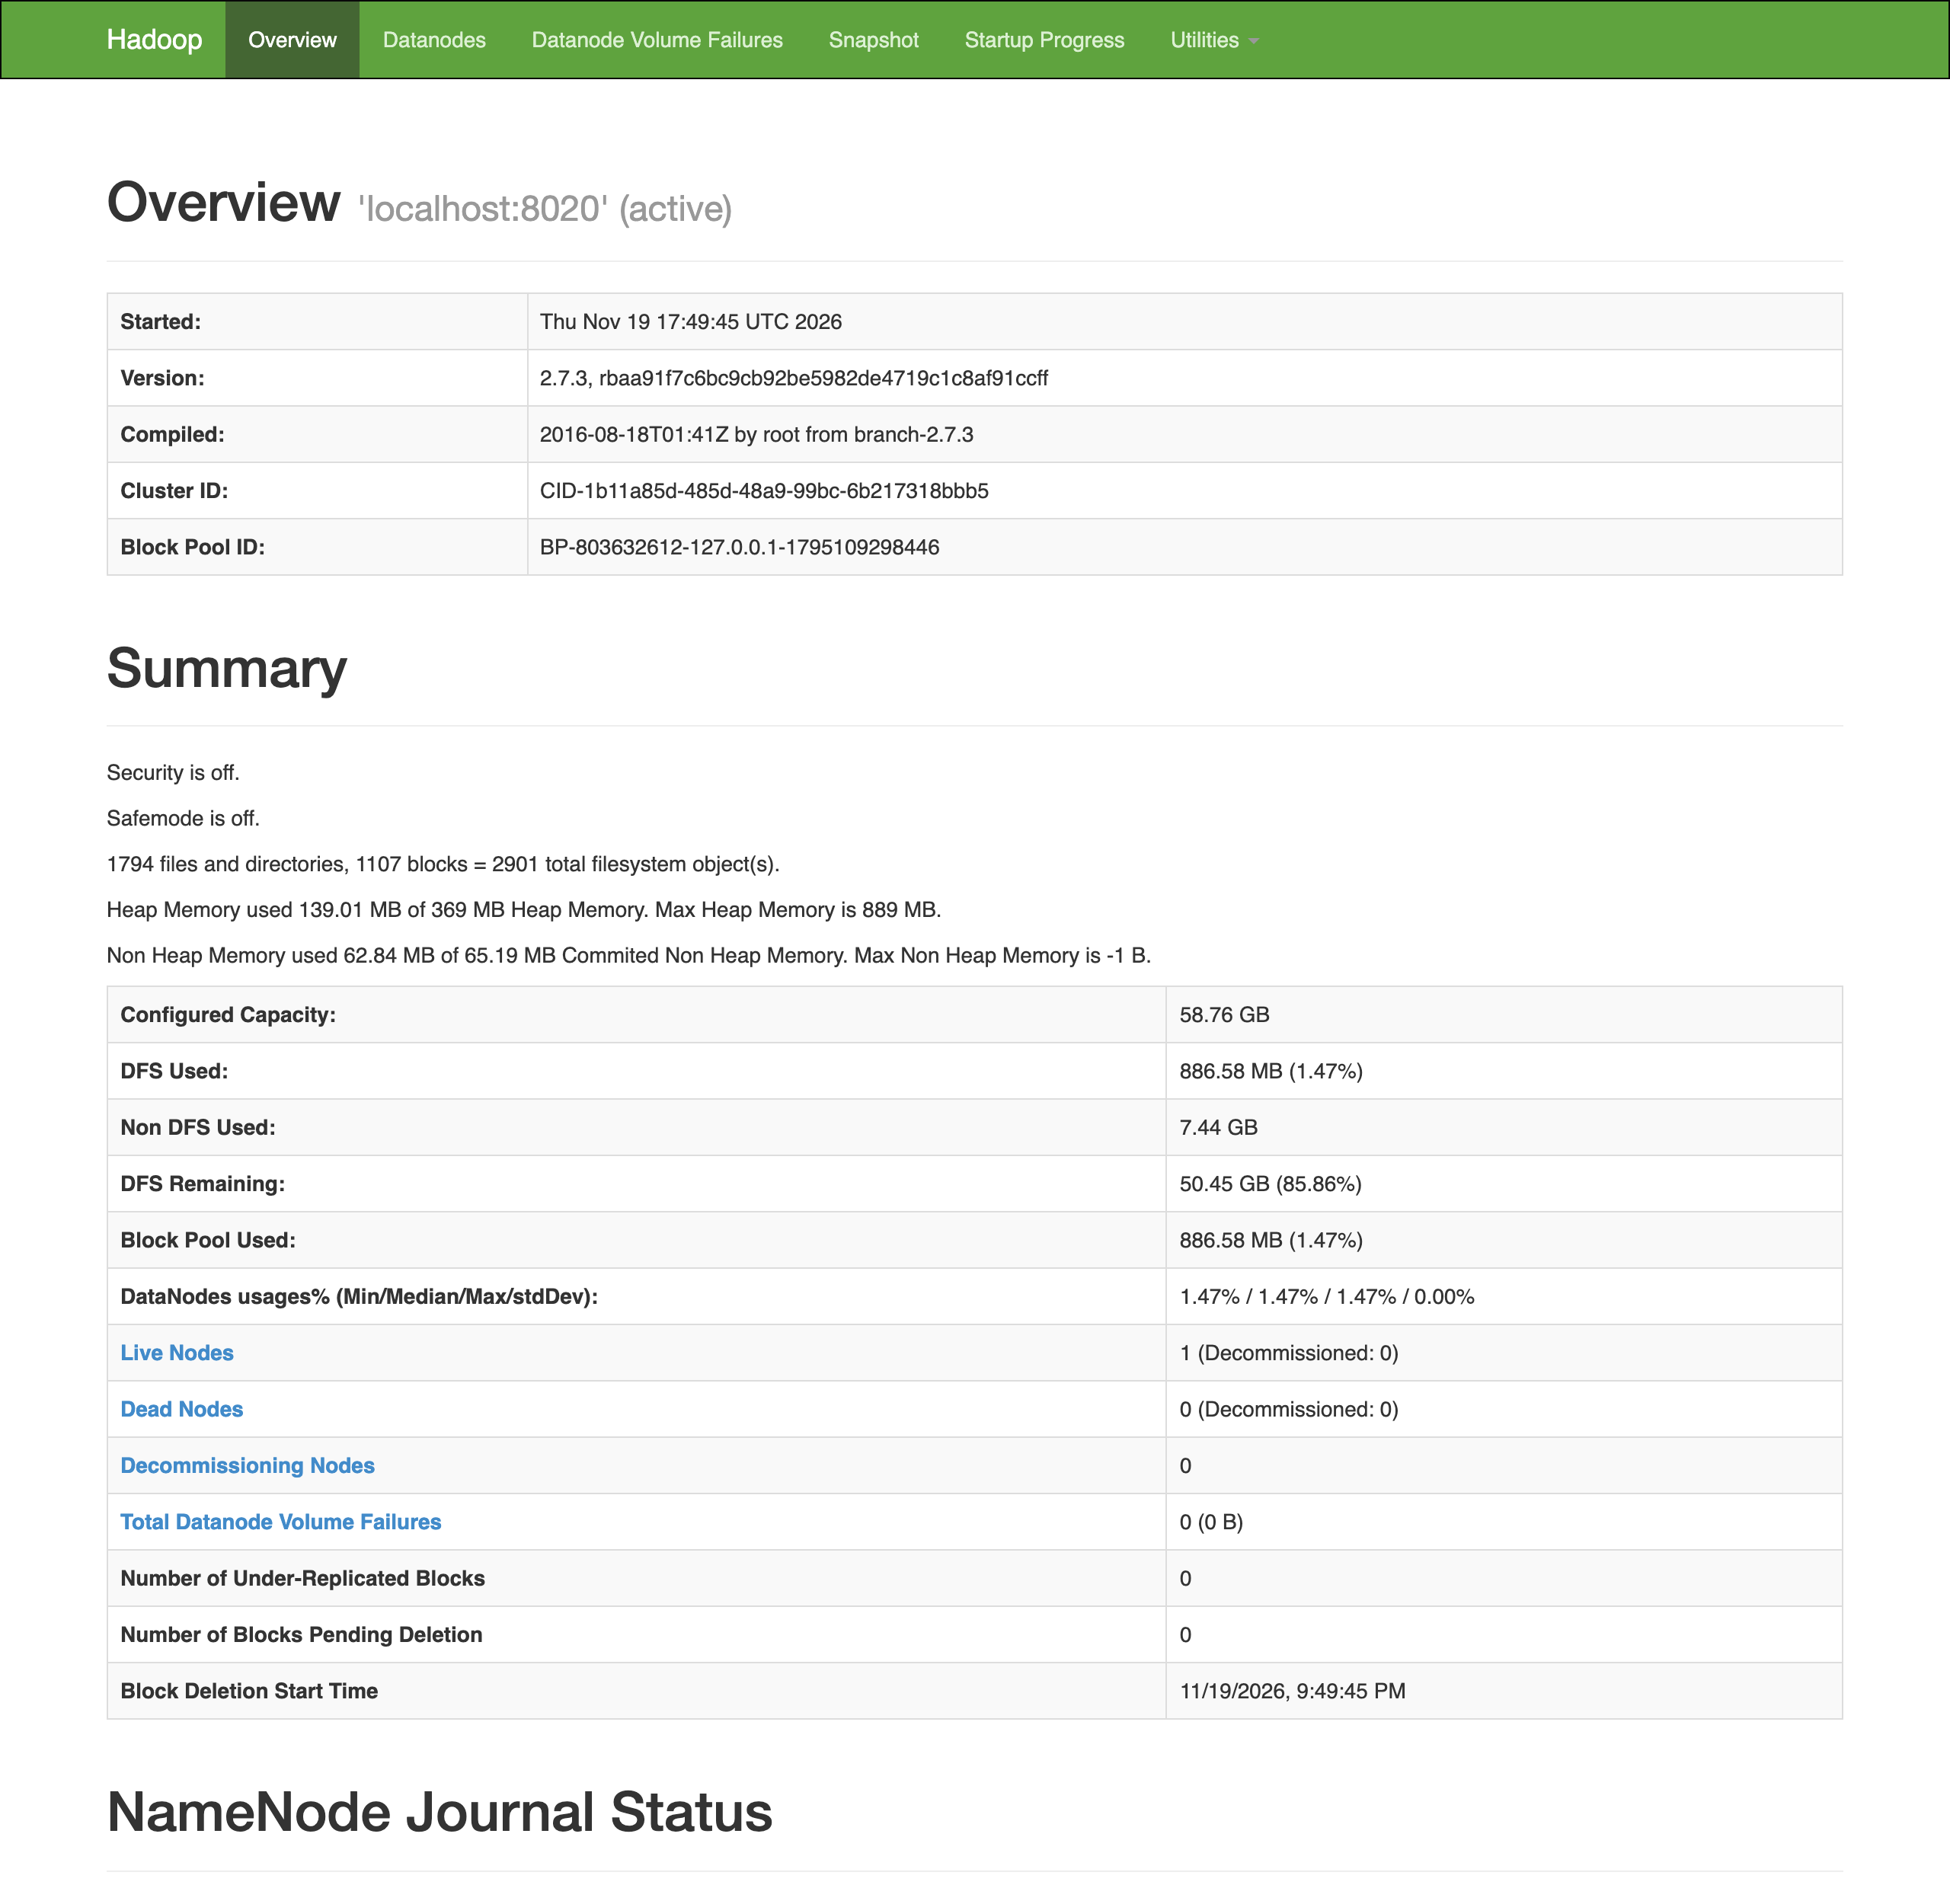 Hadoop Overview Datanodes Datanode Volume Failures Snapshot Startup Progress Utilities
Overview 'localhost:8020' (active)
Started: Thu Nov 19 17:49:45 UTC 2026
Version: 2.7.3, rbaa91f7c6bc9cb92be5982de4719c1c8af91ccff
Compiled: 2016-08-18T01:41Z by root from branch-2.7.3
Cluster ID: CID-1b11a85d-485d-48a9-99bc-6b217318bbb5
Block Pool ID: BP-803632612-127.0.0.1-1795109298446
Summary
Security is off.
Safemode is off.
1794 files and directories, 1107 blocks = 2901 total filesystem object(s).
Heap Memory used 139.01 MB of 369 MB Heap Memory. Max Heap Memory is 889 MB.
Non Heap Memory used 62.84 MB of 65.19 MB Commited Non Heap Memory. Max Non Heap Memory is -1 B.
Configured Capacity: 58.76 GB
DFS Used: 886.58 MB (1.47%)
Non DFS Used: 7.44 GB
DFS Remaining: 50.45 GB (85.86%)
Block Pool Used: 886.58 MB (1.47%)
DataNodes usages% (Min/Median/Max/stdDev): 1.47% / 1.47% / 1.47% / 0.00%
Live Nodes 1 (Decommissioned: 0)
Dead Nodes 0 (Decommissioned: 0)
Decommissioning Nodes 0
Total Datanode Volume Failures 0 (0 B)
Number of Under-Replicated Blocks 0
Number of Blocks Pending Deletion 0
Block Deletion Start Time 11/19/2026, 9:49:45 PM
NameNode Journal Status